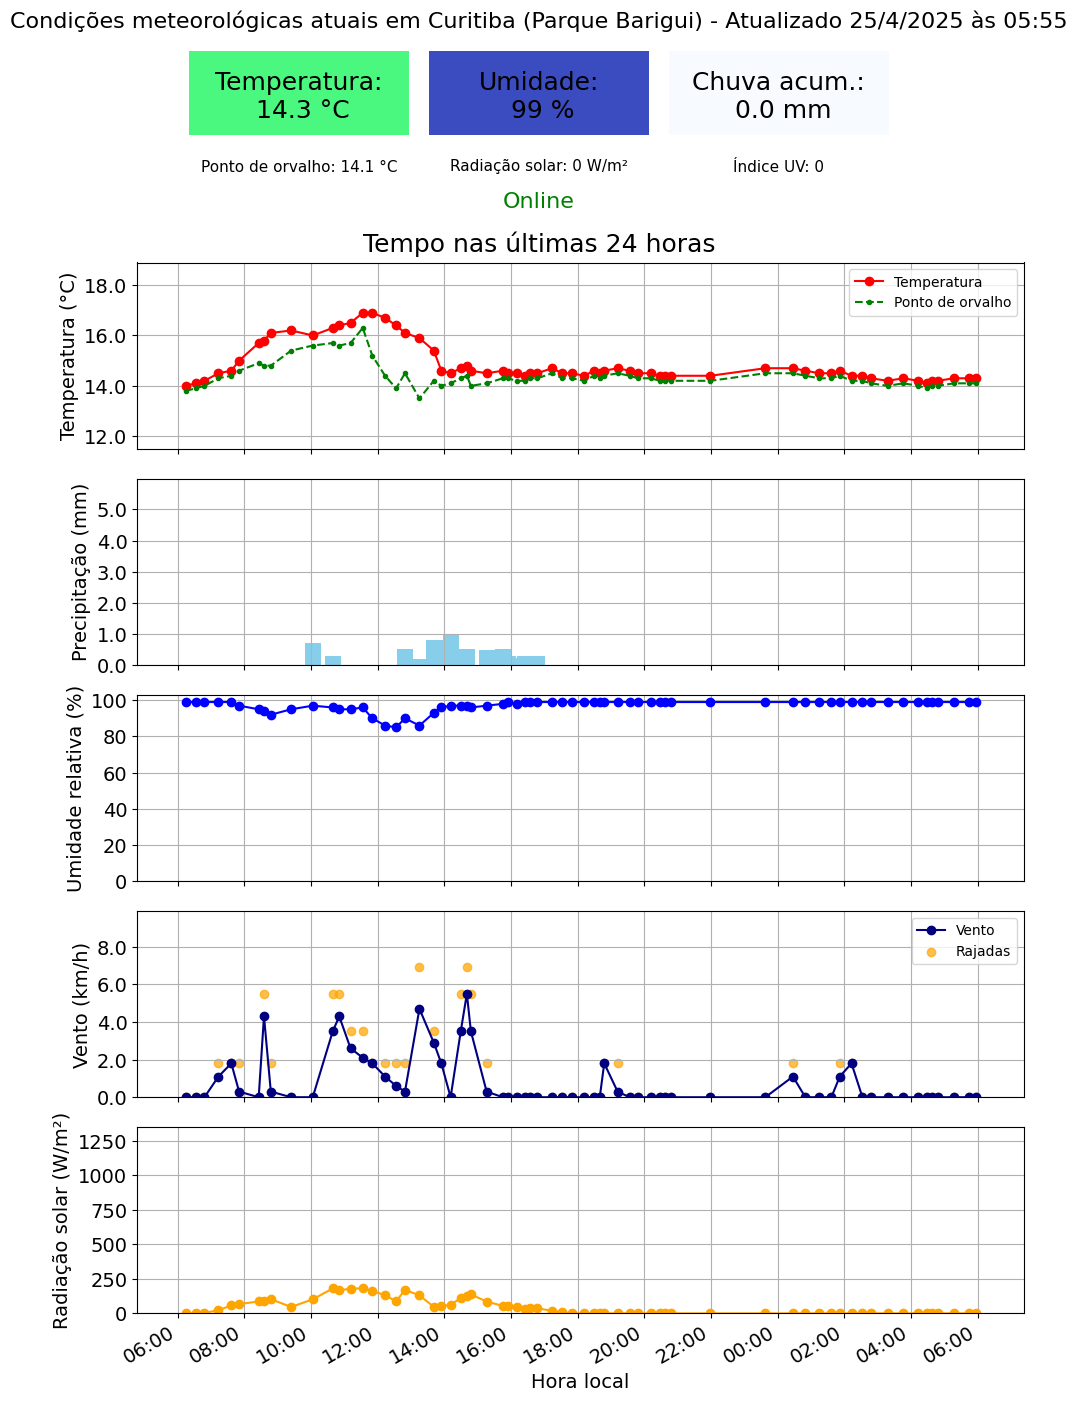 Condições meteorológicas atuais em Curitiba (Parque Barigui) - Atualizado 25/4/2025 às 05:55
Temperatura:
14.3 °C
Umidade:
99 %
Chuva acum.:
0.0 mm
Ponto de orvalho: 14.1 °C
Radiação solar: 0 W/m²
Índice UV: 0
Online
Tempo nas últimas 24 horas
Temperatura (°C)
18.0
16.0
14.0
12.0
Temperatura
Ponto de orvalho
Precipitação (mm)
5.0
4.0
3.0
2.0
1.0
0.0
Umidade relativa (%)
100
80
60
40
20
0
Vento (km/h)
8.0
6.0
4.0
2.0
0.0
Vento
Rajadas
Radiação solar (W/m²)
1250
1000
750
500
250
0
06:00
08:00
10:00
12:00
14:00
16:00
18:00
20:00
22:00
00:00
02:00
04:00
06:00
Hora local